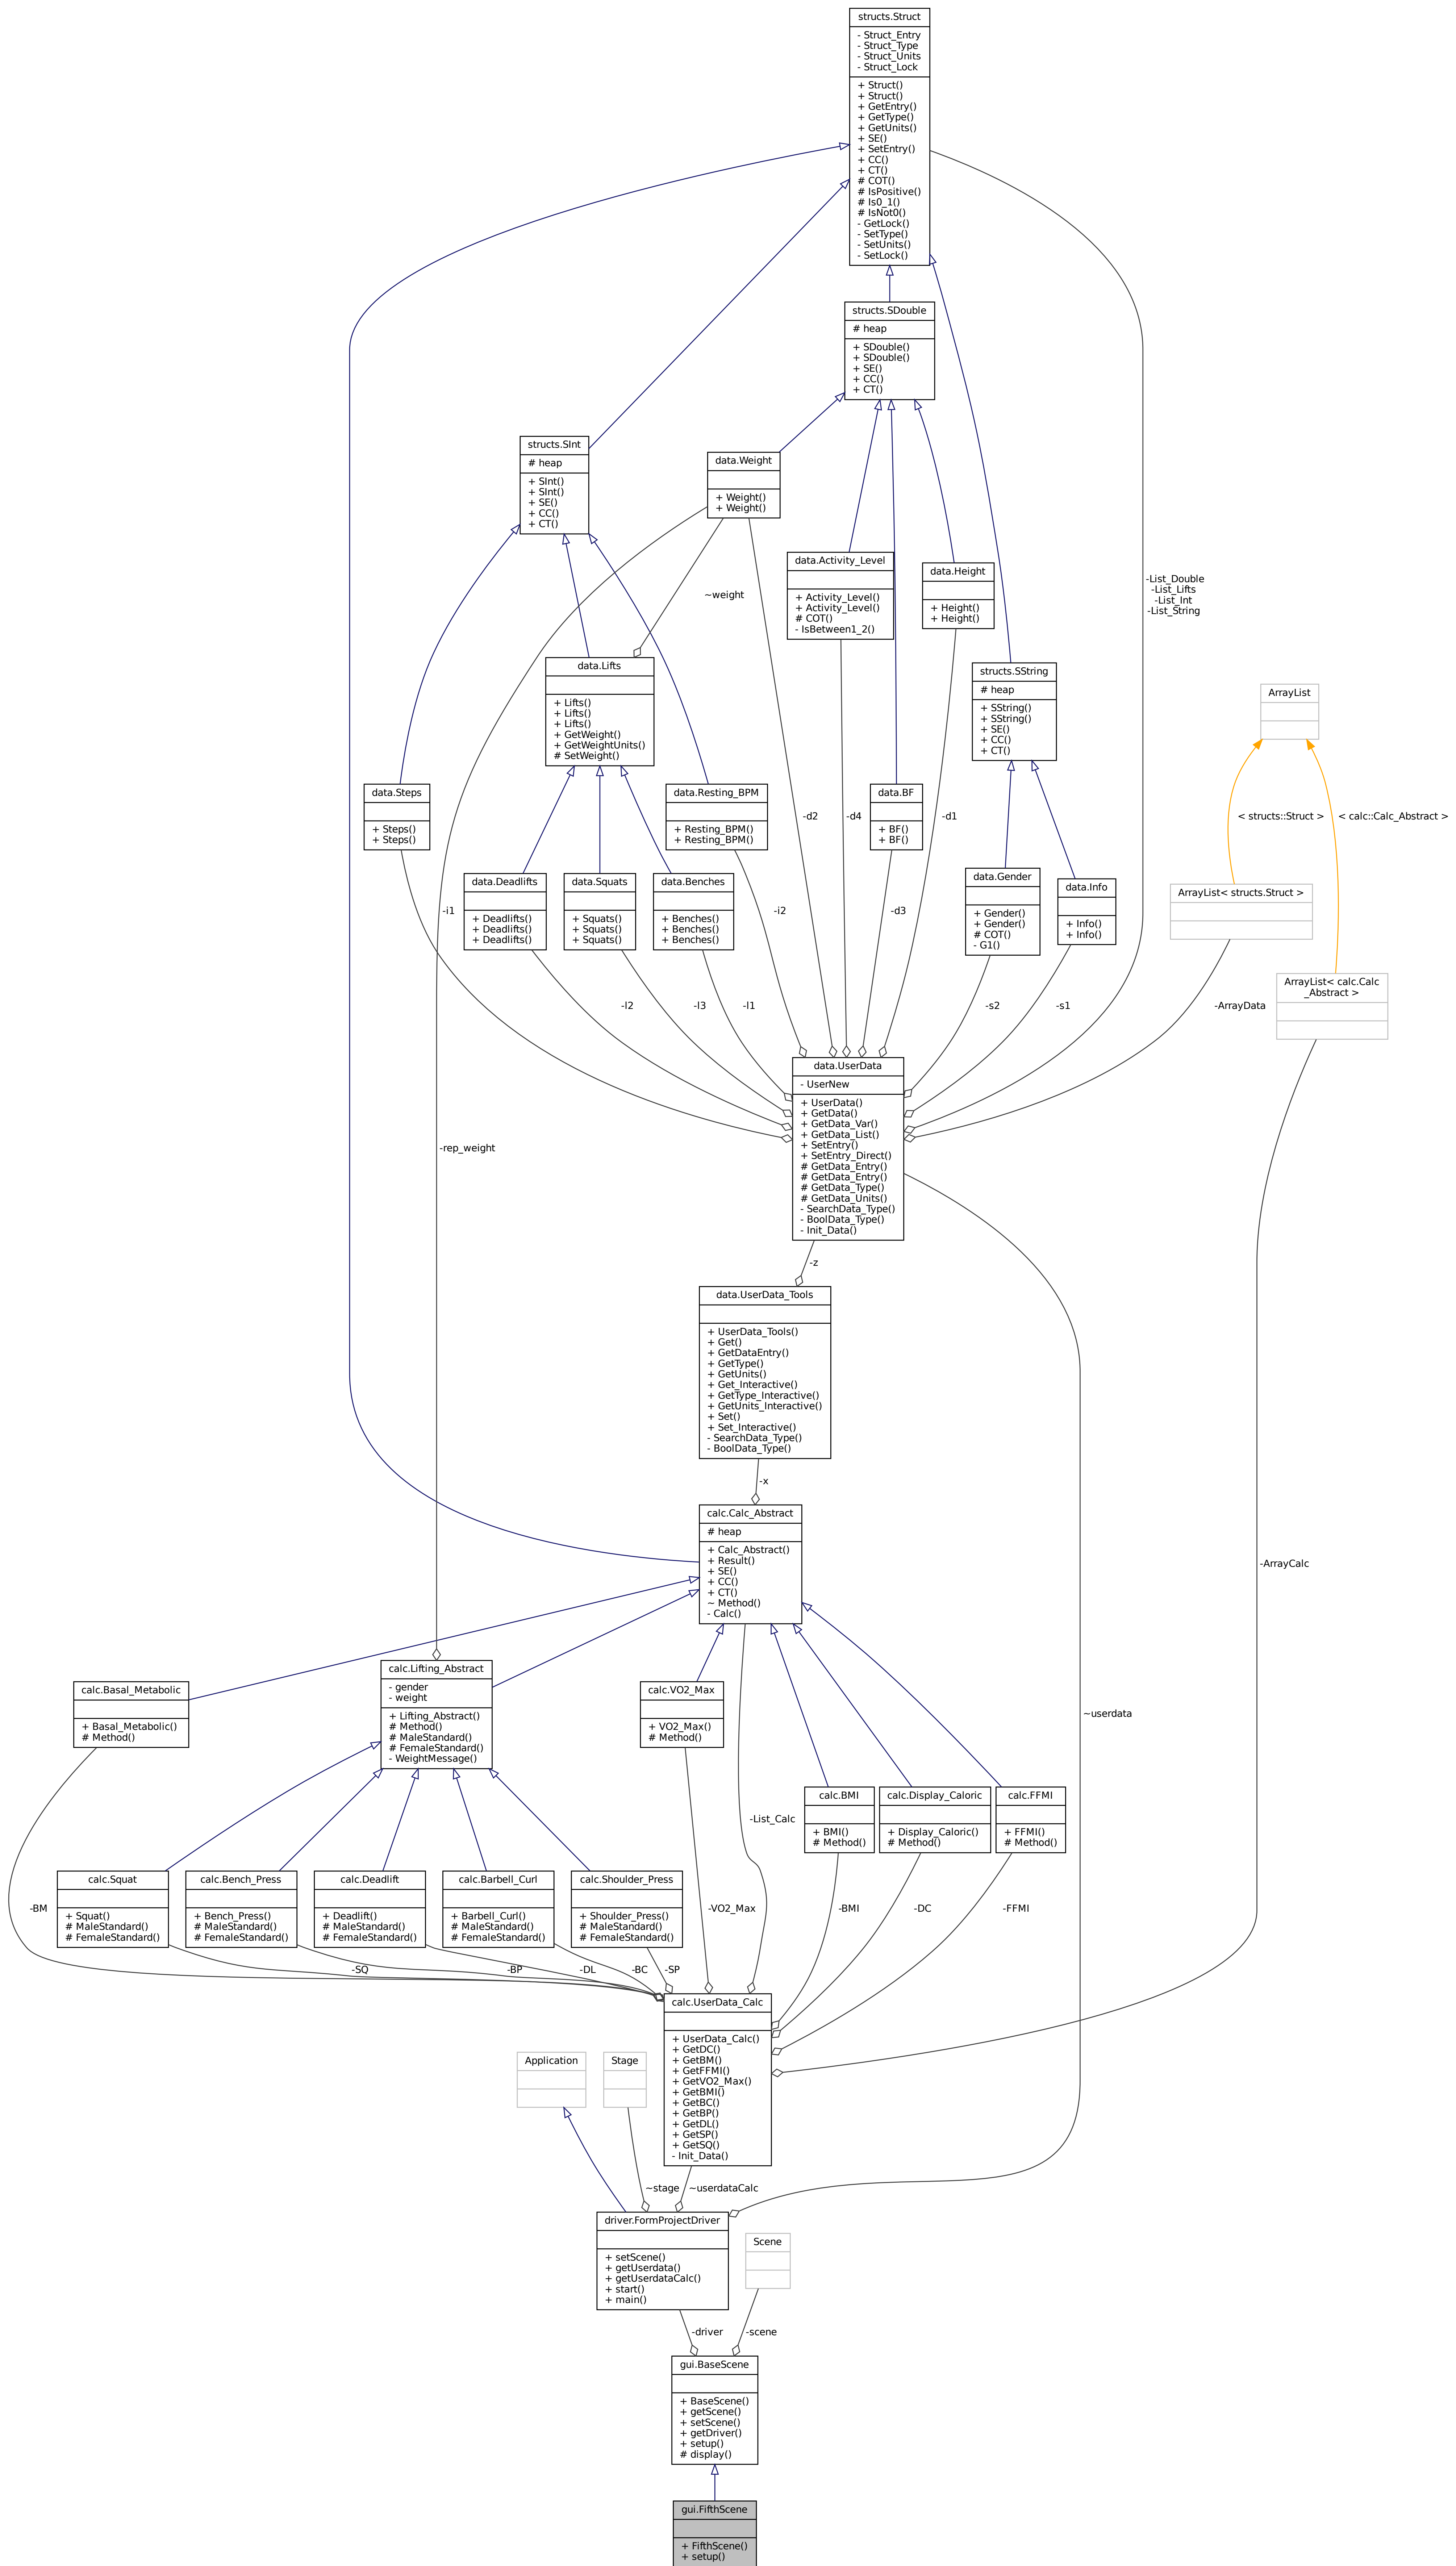 structs.Struct
- Struct_Entry
- Struct_Type
- Struct_Units
- Struct_Lock
+ Struct()
+ Struct()
+ GetEntry()
+ GetType()
+ GetUnits()
+ SE()
+ SetEntry()
+ CC()
+ CT()
# COT()
# IsPositive()
# Is0_1()
# IsNot0()
- GetLock()
- SetType()
- SetUnits()
- SetLock()
structs.SDouble
# heap
+ SDouble()
+ SDouble()
+ SE()
+ CC()
+ CT()
structs.SInt
# heap
+ SInt()
+ SInt()
+ SE()
+ CC()
+ CT()
data.Weight
+ Weight()
+ Weight()
data.Activity_Level
+ Activity_Level()
+ Activity_Level()
# COT()
- IsBetween1_2()
data.Height
+ Height()
+ Height()
-List_Double
-List_Lifts
-List_Int
-List_String
~weight
data.Lifts
+ Lifts()
+ Lifts()
+ Lifts()
+ GetWeight()
+ GetWeightUnits()
# SetWeight()
structs.SString
# heap
+ SString()
+ SString()
+ SE()
+ CC()
+ CT()
ArrayList
data.Steps
+ Steps()
+ Steps()
data.Resting_BPM
+ Resting_BPM()
+ Resting_BPM()
-d2
-d4
data.BF
+ BF()
+ BF()
-d1
< structs::Struct >
< calc::Calc_Abstract >
data.Deadlifts
+ Deadlifts()
+ Deadlifts()
+ Deadlifts()
data.Squats
+ Squats()
+ Squats()
+ Squats()
data.Benches
+ Benches()
+ Benches()
+ Benches()
-i1
-i2
-d3
data.Gender
+ Gender()
+ Gender()
# COT()
- G1()
data.Info
+ Info()
+ Info()
ArrayList< structs.Struct >
ArrayList< calc.Calc
_Abstract >
-l2
-l3
-l1
-s2
-s1
-ArrayData
data.UserData
- UserNew
+ UserData()
+ GetData()
+ GetData_Var()
+ GetData_List()
+ SetEntry()
+ SetEntry_Direct()
# GetData_Entry()
# GetData_Entry()
# GetData_Type()
# GetData_Units()
- SearchData_Type()
- BoolData_Type()
- Init_Data()
-rep_weight
-z
data.UserData_Tools
+ UserData_Tools()
+ Get()
+ GetDataEntry()
+ GetType()
+ GetUnits()
+ Get_Interactive()
+ GetType_Interactive()
+ GetUnits_Interactive()
+ Set()
+ Set_Interactive()
- SearchData_Type()
- BoolData_Type()
-x
calc.Calc_Abstract
# heap
+ Calc_Abstract()
+ Result()
+ SE()
+ CC()
+ CT()
~ Method()
- Calc()
-ArrayCalc
calc.Basal_Metabolic
+ Basal_Metabolic()
# Method()
calc.Lifting_Abstract
- gender
- weight
+ Lifting_Abstract()
# Method()
# MaleStandard()
# FemaleStandard()
- WeightMessage()
calc.VO2_Max
+ VO2_Max()
# Method()
~userdata
-List_Calc
calc.BMI
+ BMI()
# Method()
calc.Display_Caloric
+ Display_Caloric()
# Method()
calc.FFMI
+ FFMI()
# Method()
calc.Squat
+ Squat()
# MaleStandard()
# FemaleStandard()
calc.Bench_Press
+ Bench_Press()
# MaleStandard()
# FemaleStandard()
calc.Deadlift
+ Deadlift()
# MaleStandard()
# FemaleStandard()
calc.Barbell_Curl
+ Barbell_Curl()
# MaleStandard()
# FemaleStandard()
calc.Shoulder_Press
+ Shoulder_Press()
# MaleStandard()
# FemaleStandard()
-BM
-VO2_Max
-BMI
-DC
-FFMI
-SQ
-BP
-DL
-BC
-SP
calc.UserData_Calc
+ UserData_Calc()
+ GetDC()
+ GetBM()
+ GetFFMI()
+ GetVO2_Max()
+ GetBMI()
+ GetBC()
+ GetBP()
+ GetDL()
+ GetSP()
+ GetSQ()
- Init_Data()
Application
Stage
~stage
~userdataCalc
driver.FormProjectDriver
+ setScene()
+ getUserdata()
+ getUserdataCalc()
+ start()
+ main()
Scene
-driver
-scene
gui.BaseScene
+ BaseScene()
+ getScene()
+ setScene()
+ getDriver()
+ setup()
# display()
gui.FifthScene
+ FifthScene()
+ setup()